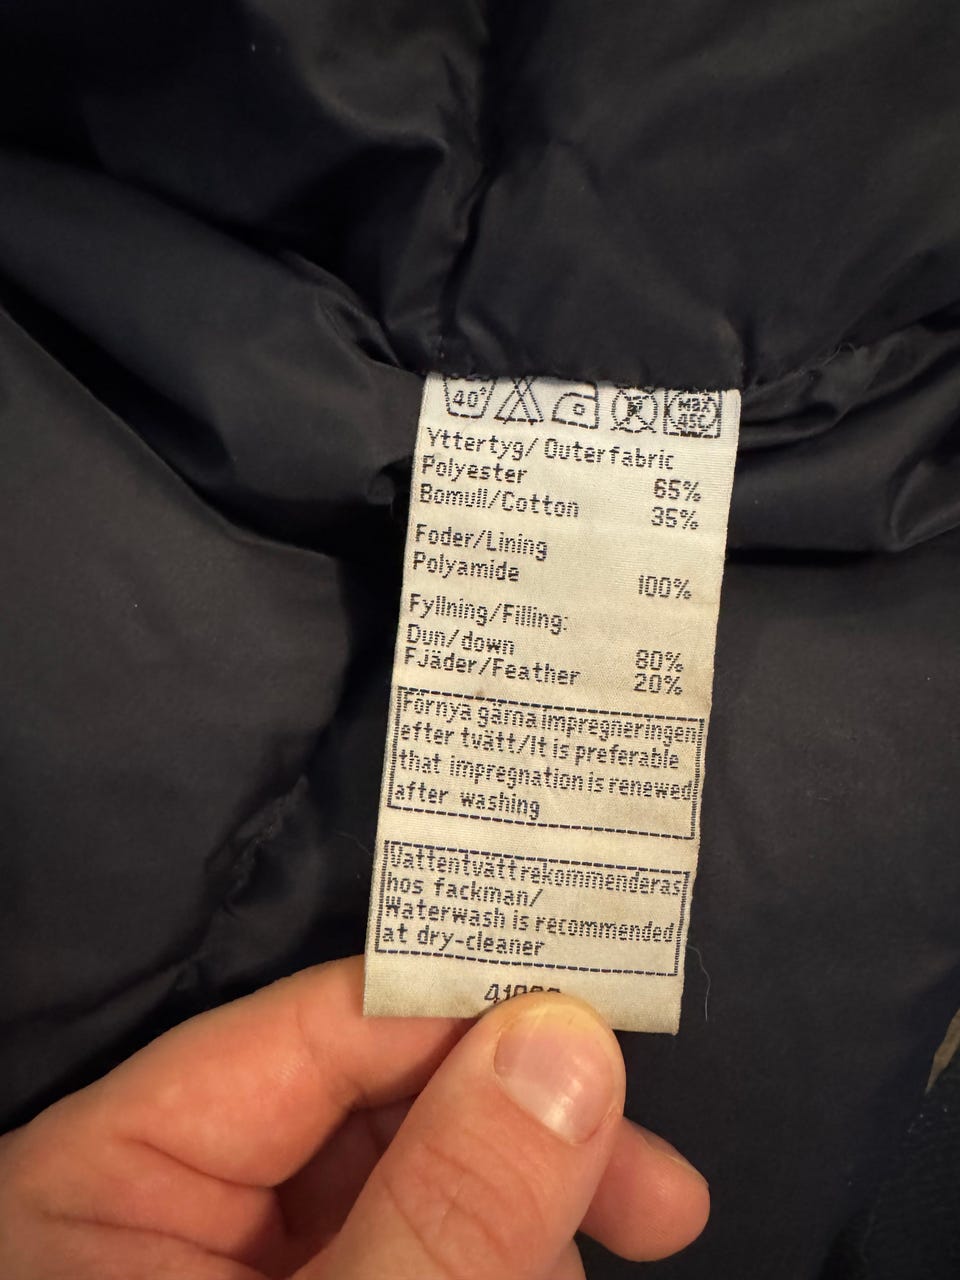 40° MAX 45C
Yttertyg/ Outerfabric
Polyester 65%
Bomull/Cotton 35%
Foder/Lining
Polyamide 100%
Fyllning/Filling:
Dun/down 80%
Fjäder/Feather 20%
Förnya gärna impregneringen
efter tvätt/It is preferable
that impregnation is renewed
after washing
Vattentvätt rekommenderas
hos fackman/
Waterwash is recommended
at dry-cleaner